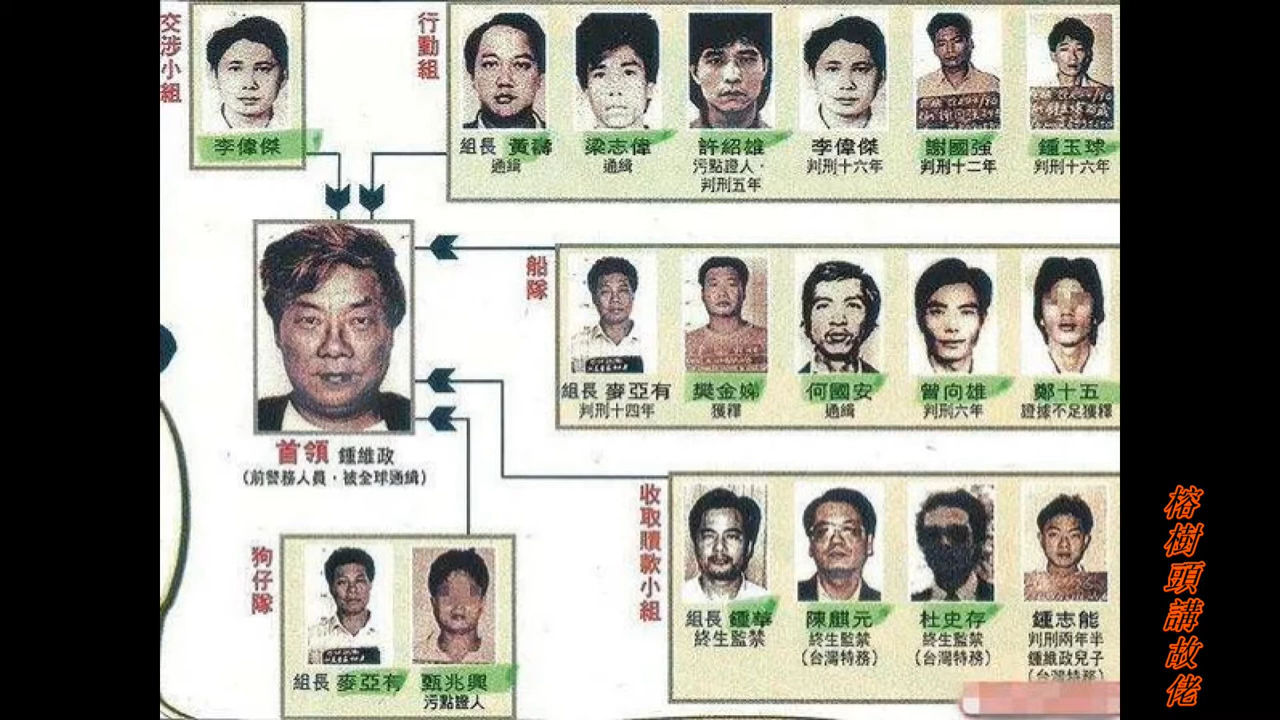 交涉小組
李偉傑
行動組
組長 黃濤
通緝
梁志偉
通緝
許紹雄
污點證人·
判刑五年
李偉傑
判刑十六年
謝國強
判刑十二年
鍾玉球
判刑十六年
船隊
組長 麥亞有
判刑十四年
樊金娣
獲釋
何國安
通緝
曾向雄
判刑六年
鄭十五
證據不足獲釋
首領 鍾維政
(前警務人員·被全球通緝)
收取贖款小組
組長 鍾華
終生監禁
陳麒元
終生監禁
(台灣特務)
杜史存
終生監禁
(台灣特務)
鍾志能
判刑兩年半
鍾維政兒子
(台灣特務)
狗仔隊
組長 麥亞有
甄兆興
污點證人
榕樹頭講故佬